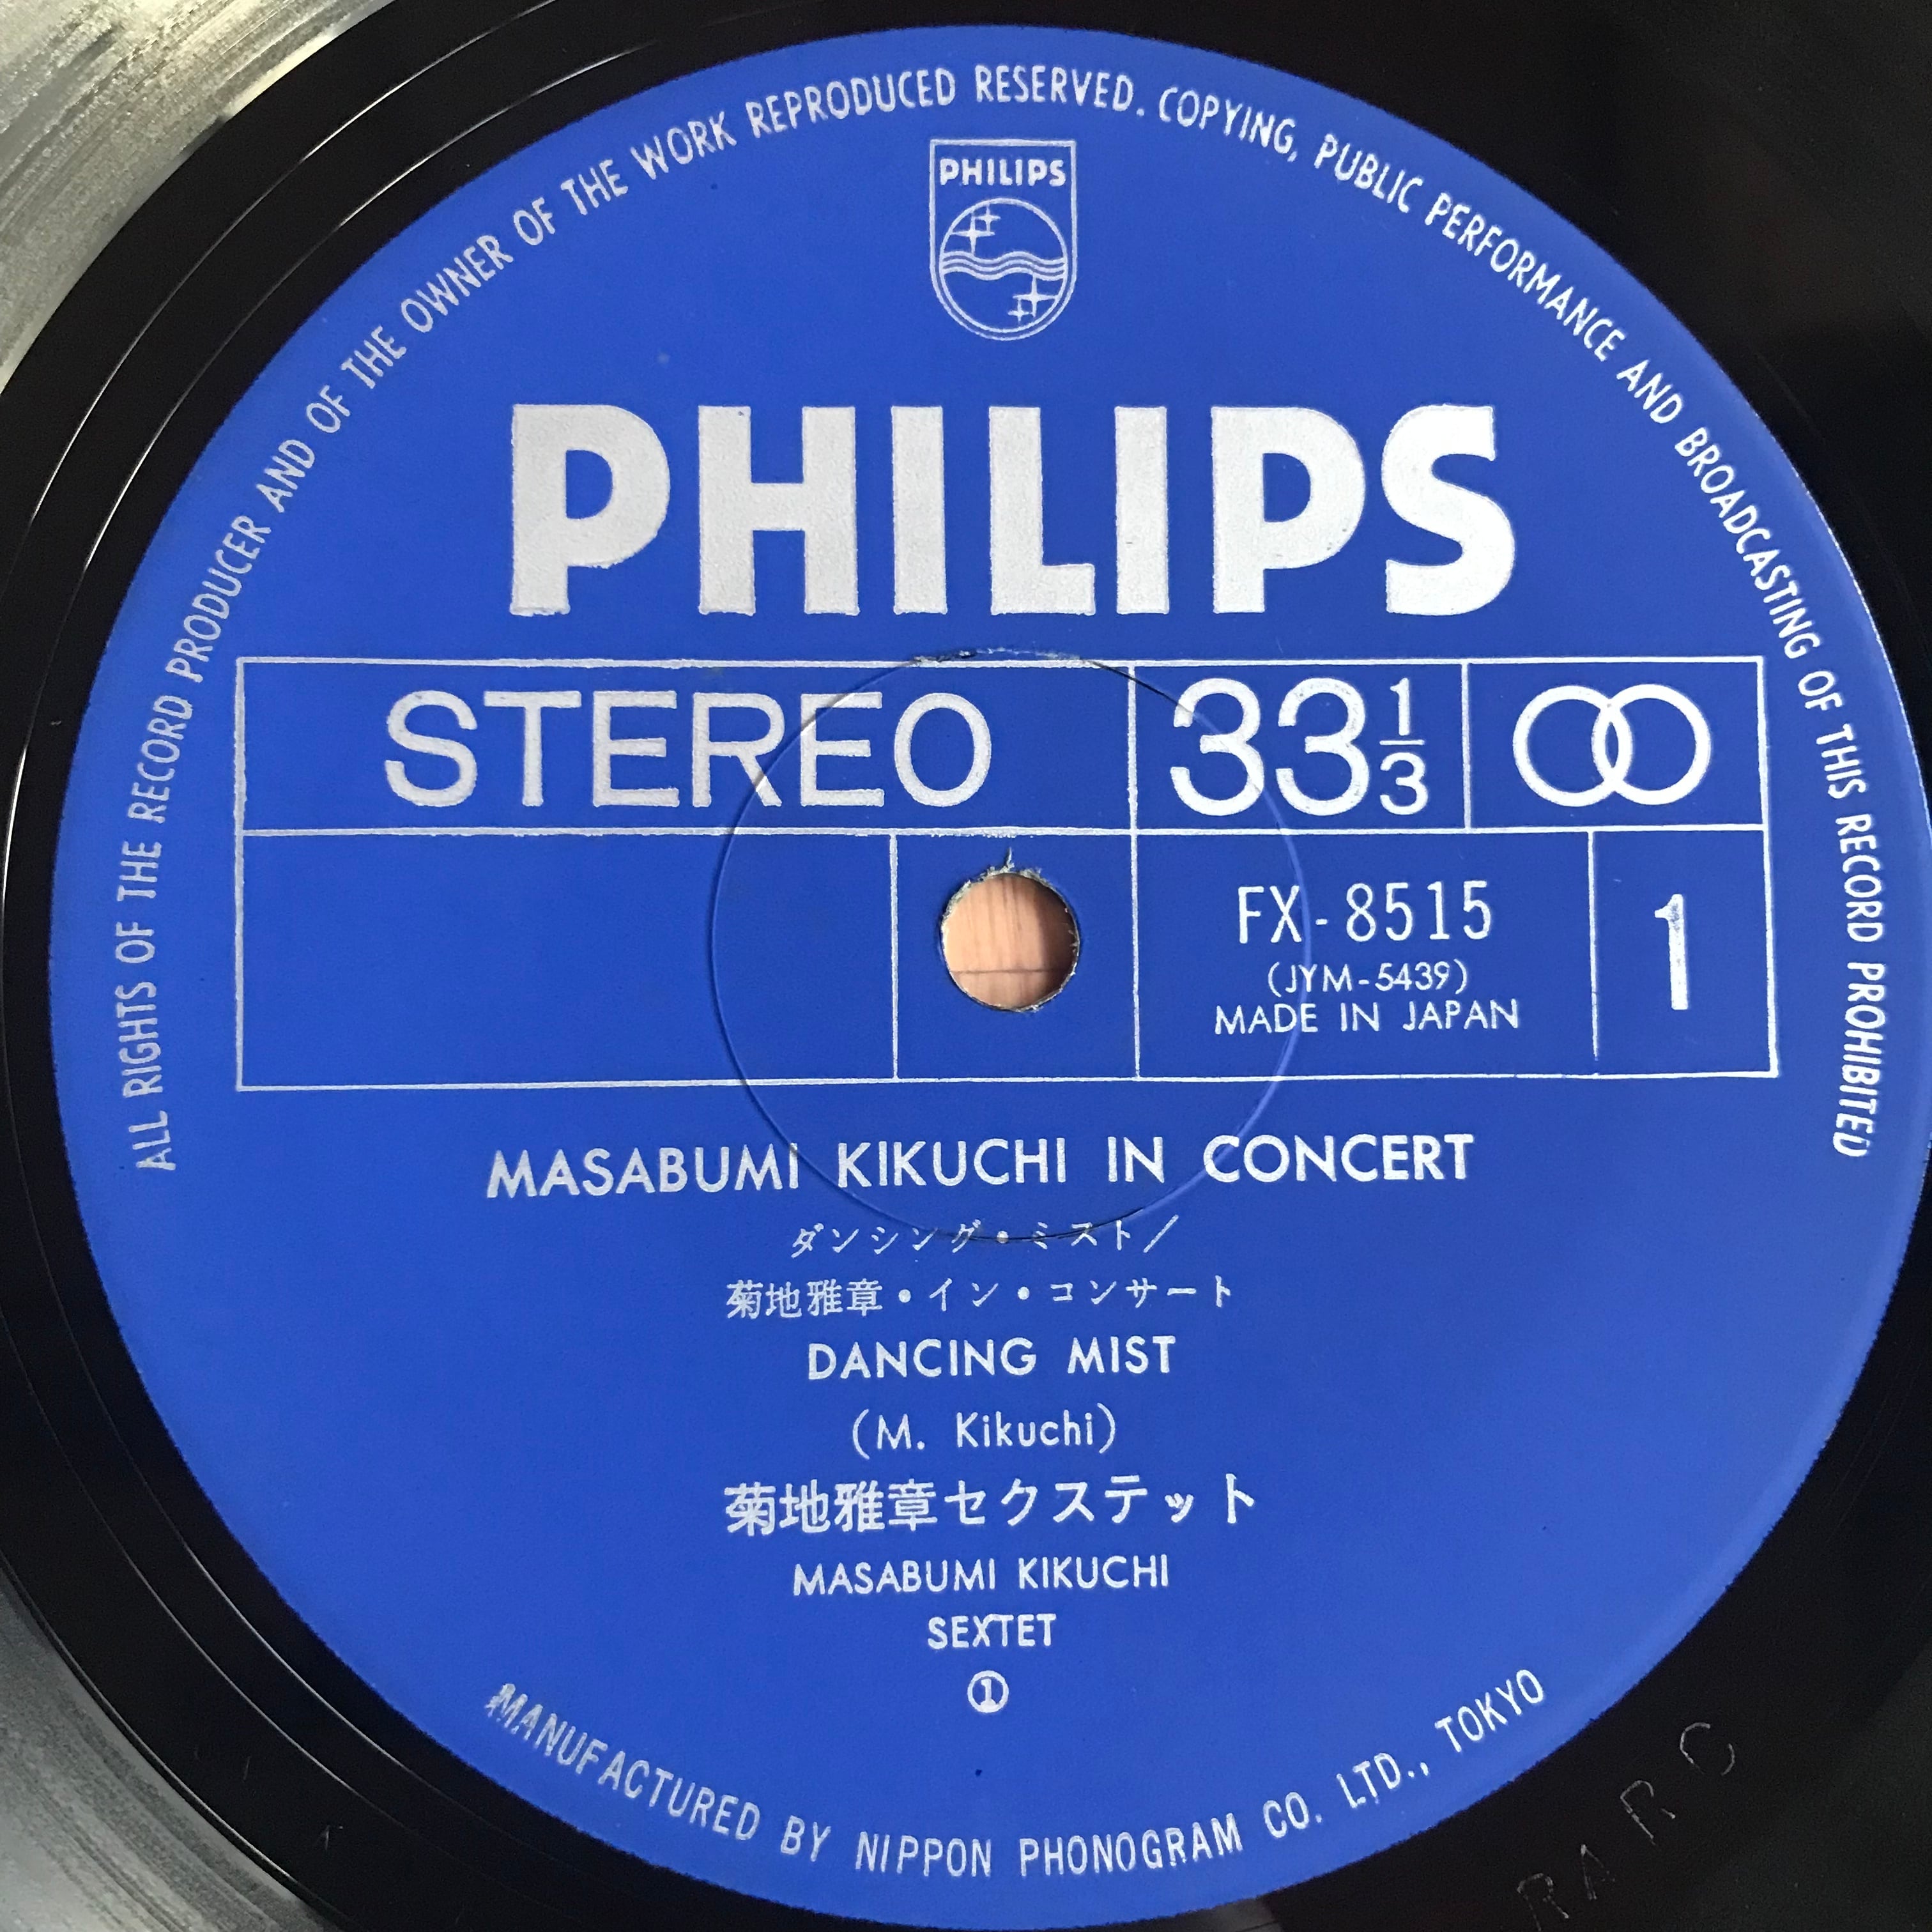 ALL RIGHTS OF THE RECORD PRODUCER AND OF THE OWNER OF THE WORK REPRODUCED RESERVED. COPYING, PUBLIC PERFORMANCE AND BROADCASTING OF THIS RECORD PROHIBITED
PHILIPS
PHILIPS
STEREO
33 1/3
FX-8515
(JYM-5439)
MADE IN JAPAN
1
MASABUMI KIKUCHI IN CONCERT
ダンシング・ミスト／
菊地雅章・イン・コンサート
DANCING MIST
(M. Kikuchi)
菊地雅章セクステット
MASABUMI KIKUCHI
SEXTET
①
MANUFACTURED BY NIPPON PHONOGRAM CO. LTD., TOKYO